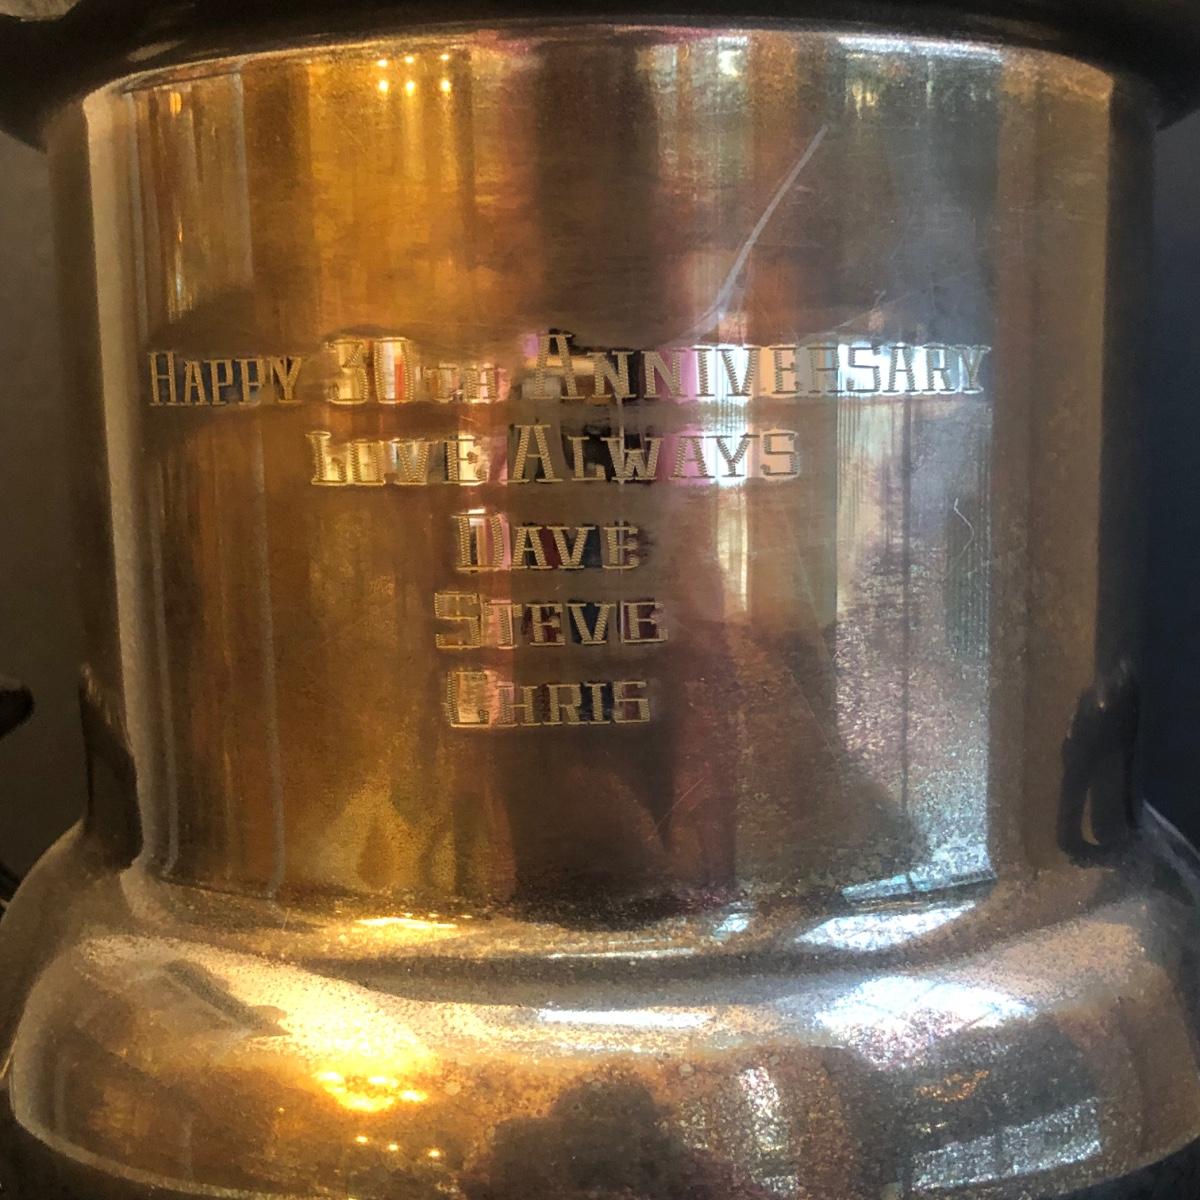 Happy 30th Anniversary
Love Always
Dave
Steve
Chris